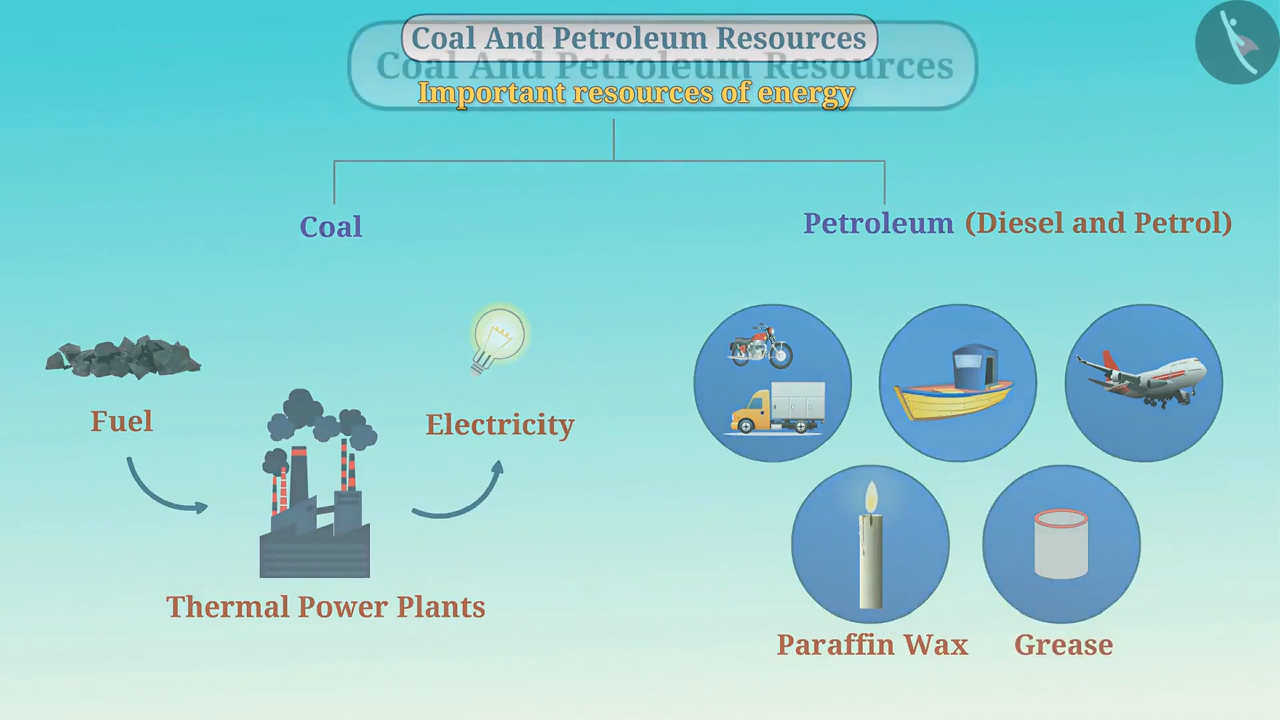 Coal And Petroleum Resources
Coal And Petroleum Resources
Important resources of energy
Coal
Petroleum (Diesel and Petrol)
Fuel
Electricity
Thermal Power Plants
Paraffin Wax
Grease